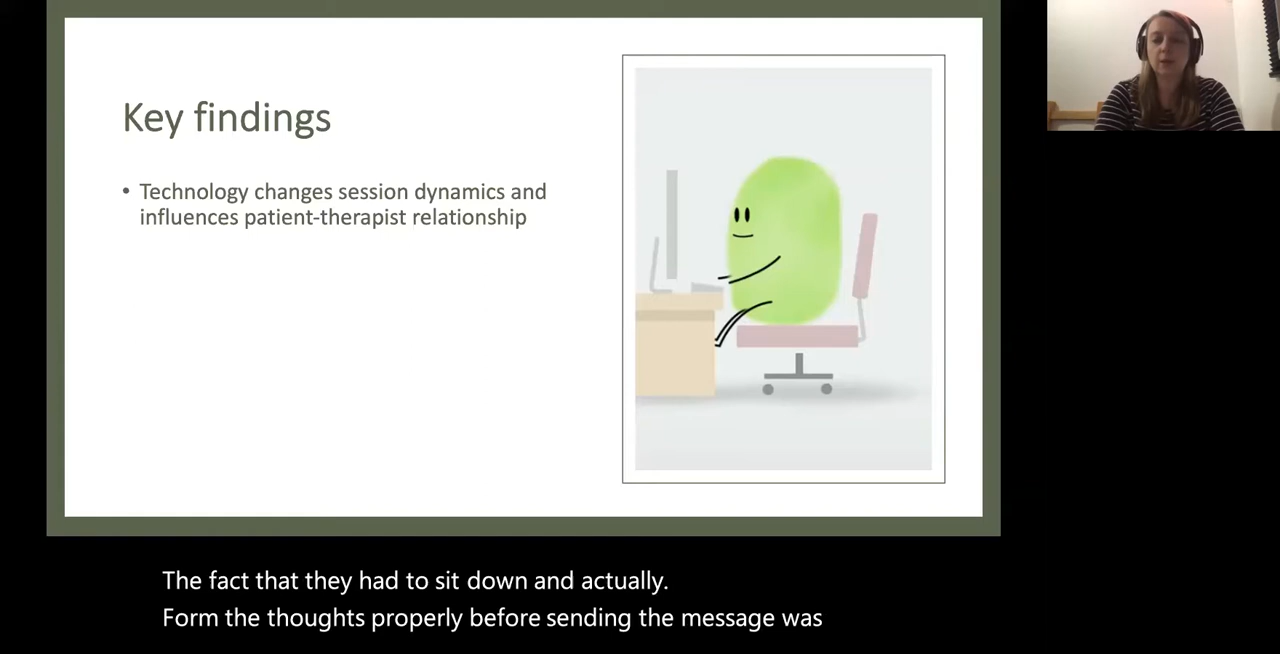 Key findings
• Technology changes session dynamics and
influences patient-therapist relationship
The fact that they had to sit down and actually.
Form the thoughts properly before sending the message was